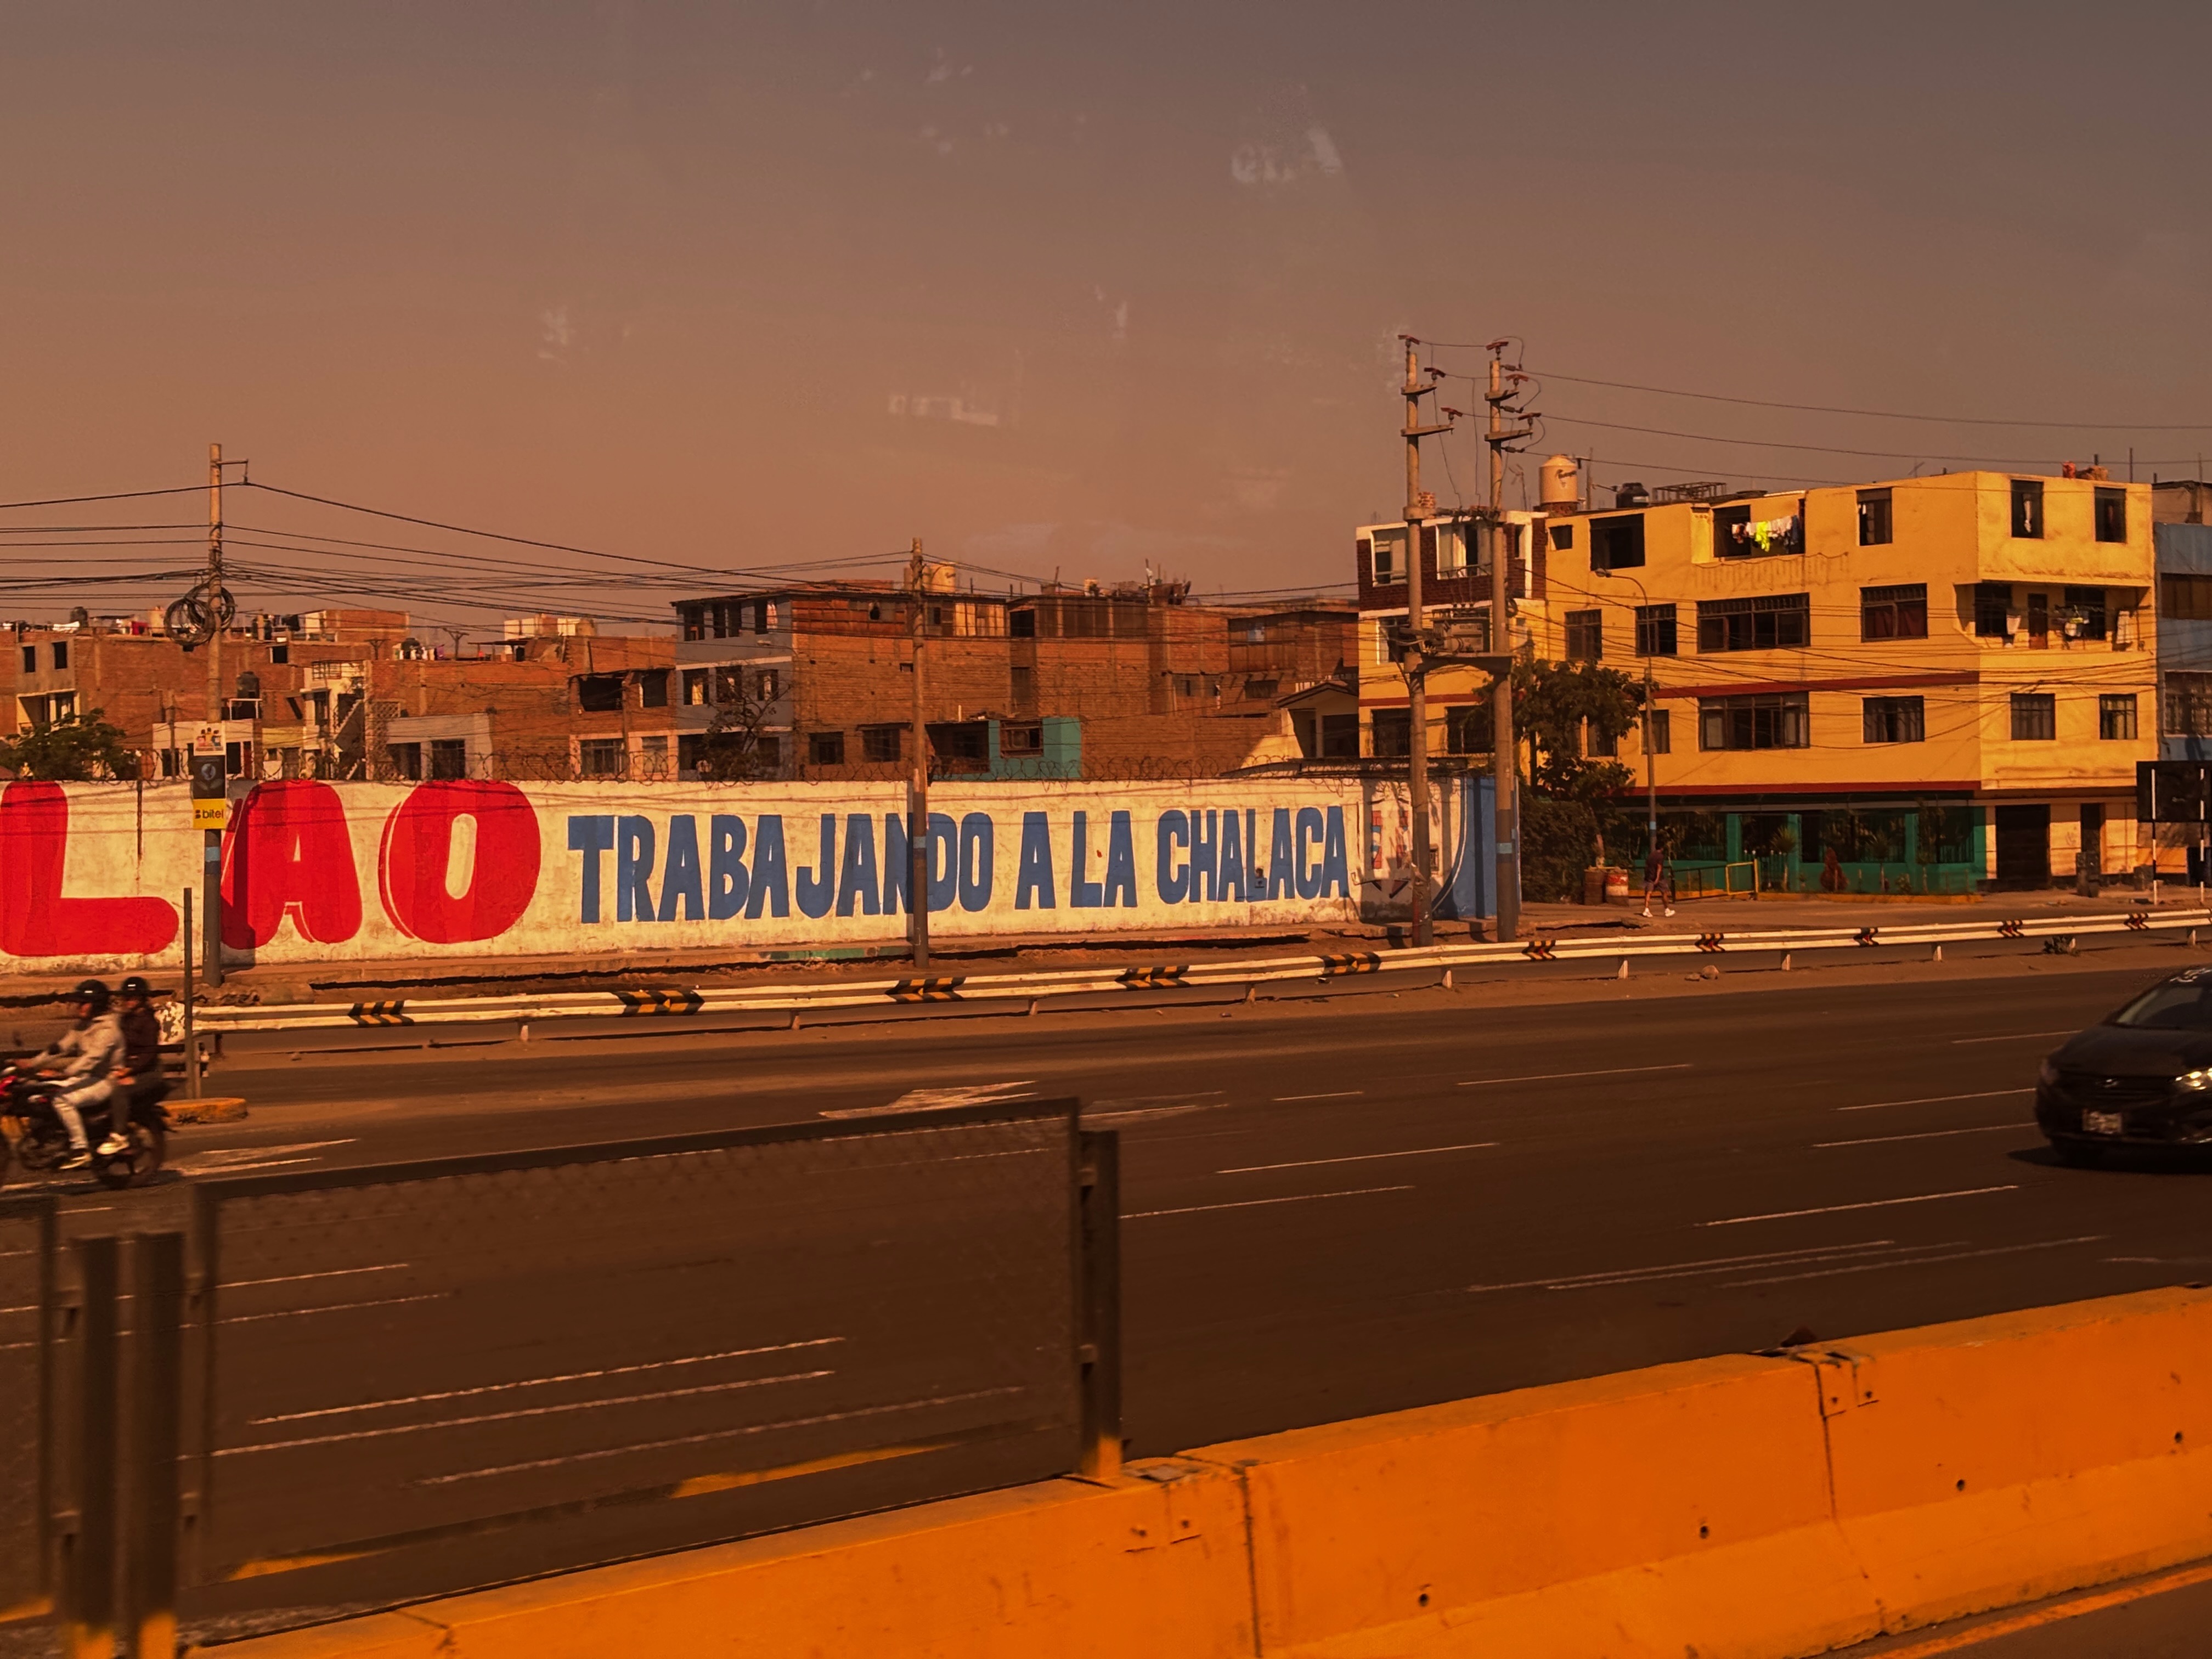 LAO TRABAJANDO A LA CHALACA
bitel